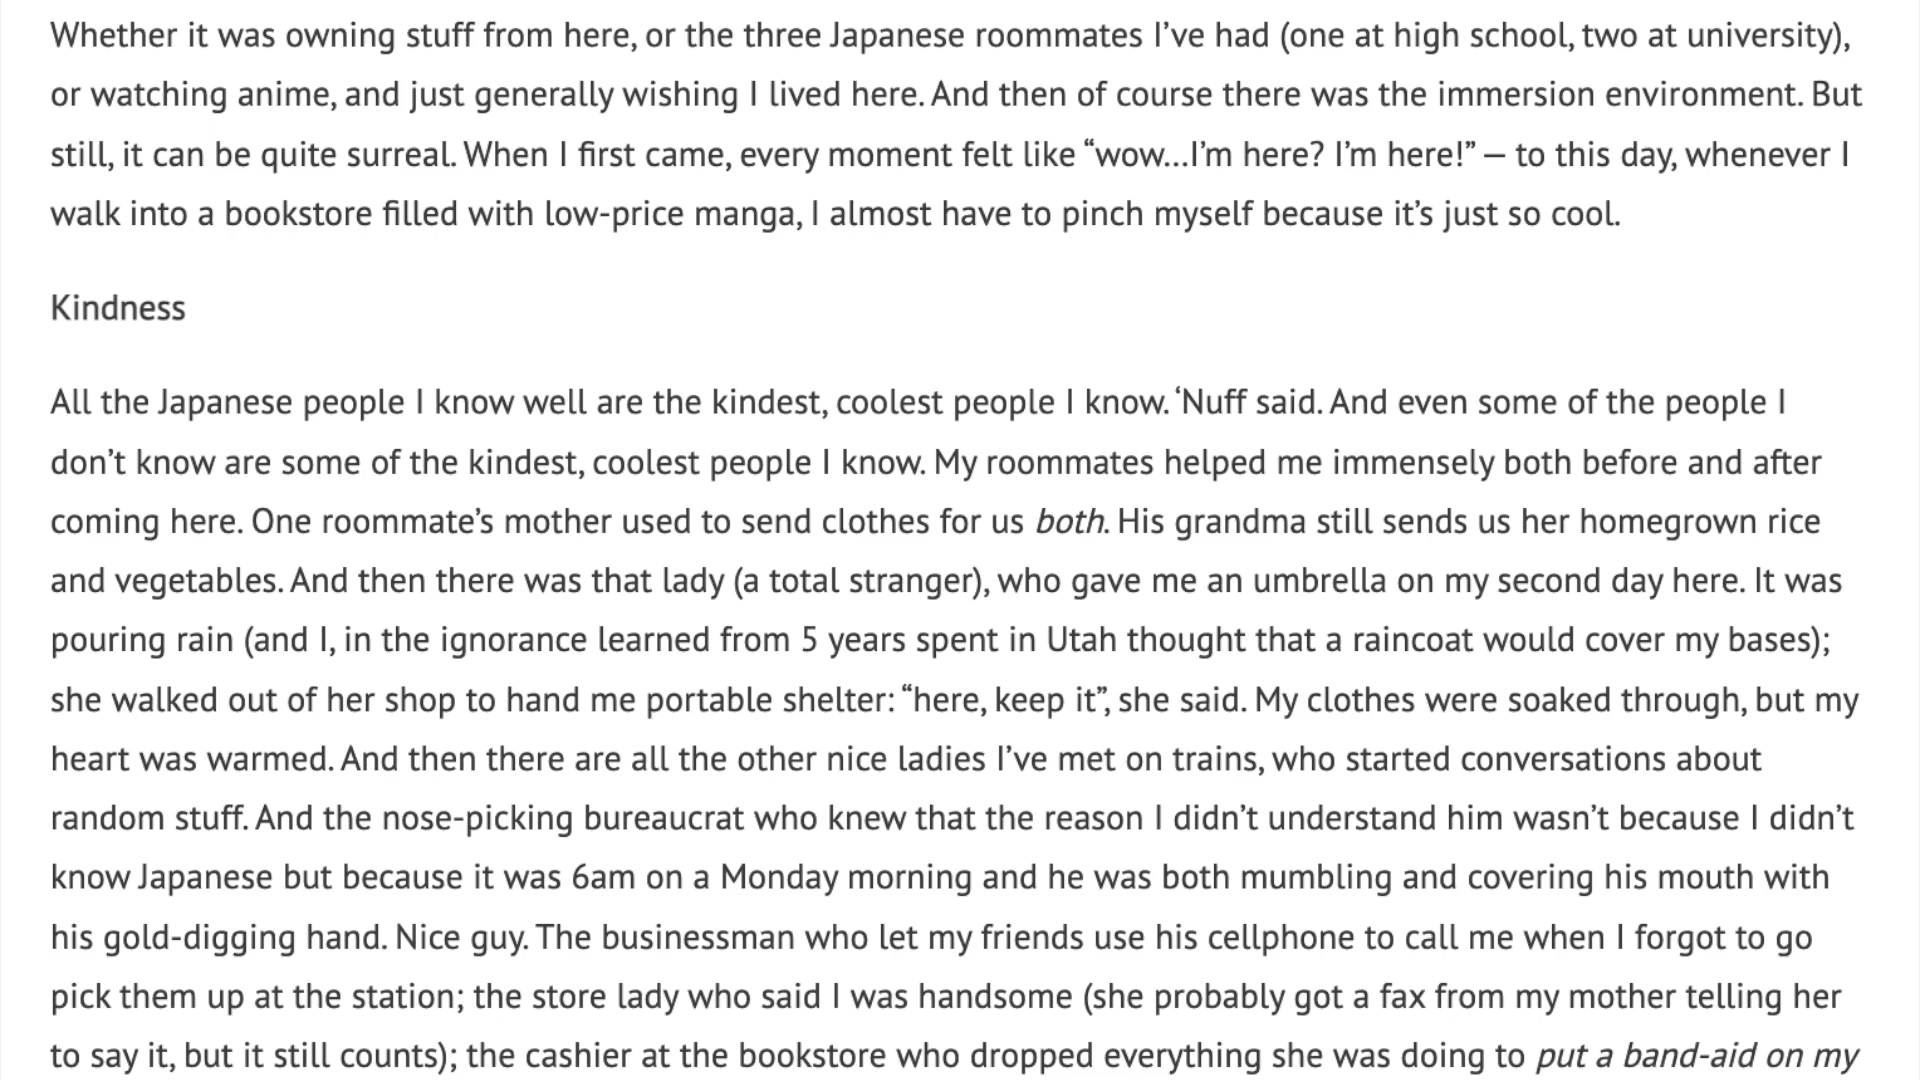 Whether it was owning stuff from here, or the three Japanese roommates I’ve had (one at high school, two at university),
or watching anime, and just generally wishing I lived here. And then of course there was the immersion environment. But
still, it can be quite surreal. When I first came, every moment felt like “wow…I’m here? I’m here!” – to this day, whenever I
walk into a bookstore filled with low-price manga, I almost have to pinch myself because it’s just so cool.
Kindness
All the Japanese people I know well are the kindest, coolest people I know. ‘Nuff said. And even some of the people I
don’t know are some of the kindest, coolest people I know. My roommates helped me immensely both before and after
coming here. One roommate’s mother used to send clothes for us both. His grandma still sends us her homegrown rice
and vegetables. And then there was that lady (a total stranger), who gave me an umbrella on my second day here. It was
pouring rain (and I, in the ignorance learned from 5 years spent in Utah thought that a raincoat would cover my bases);
she walked out of her shop to hand me portable shelter: “here, keep it”, she said. My clothes were soaked through, but my
heart was warmed. And then there are all the other nice ladies I’ve met on trains, who started conversations about
random stuff. And the nose-picking bureaucrat who knew that the reason I didn’t understand him wasn’t because I didn’t
know Japanese but because it was 6am on a Monday morning and he was both mumbling and covering his mouth with
his gold-digging hand. Nice guy. The businessman who let my friends use his cellphone to call me when I forgot to go
pick them up at the station; the store lady who said I was handsome (she probably got a fax from my mother telling her
to say it, but it still counts); the cashier at the bookstore who dropped everything she was doing to put a band-aid on my